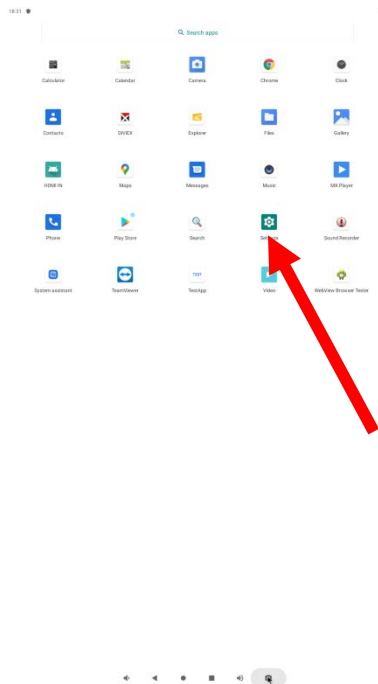 18:31
Search apps
Calculator Calendar Camera Chrome Clock
Contacts Explorer Files Gallery
HDMI IN Maps Messages Music MX Player
Phone Play Store Search Settings Sound Recorder
System assistant TeamViewer TestApp Video WebView Browser Tester